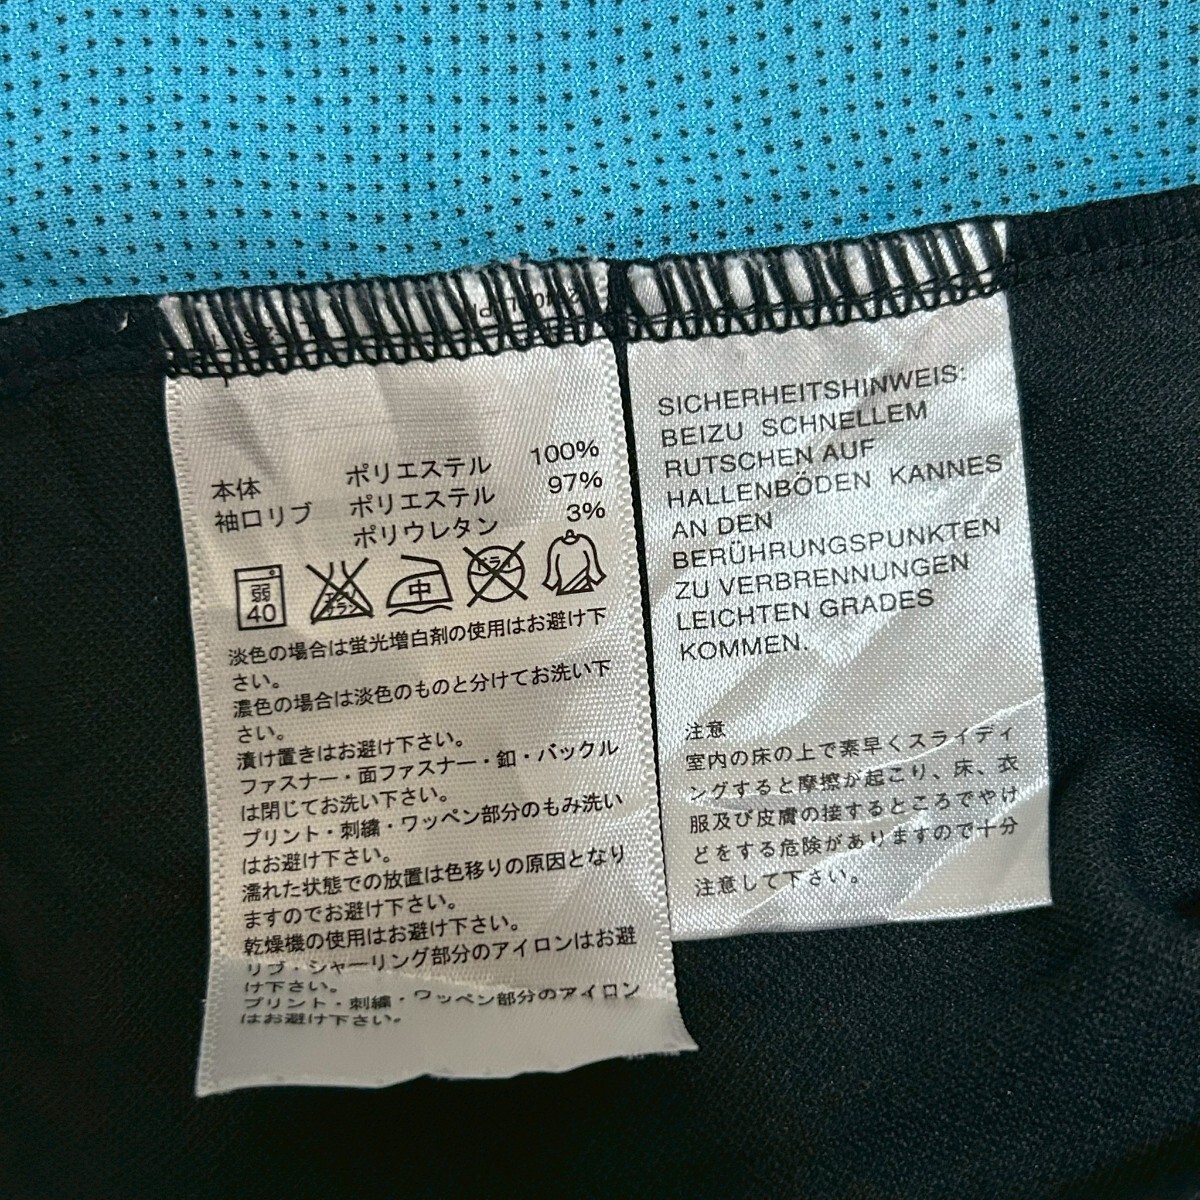 本体 ポリエステル 100%
袖口リブ ポリエステル 97%
ポリウレタン 3%
弱
40
エンソ
サラシ
中
ドライ
淡色の場合は蛍光増白剤の使用はお避け下
さい。
濃色の場合は淡色のものと分けてお洗い下
さい。
漬け置きはお避け下さい。
ファスナー・面ファスナー・釦・バックル
は閉じてお洗い下さい。
プリント・刺繍・ワッペン部分のもみ洗い
はお避け下さい。
濡れた状態での放置は色移りの原因となり
ますのでお避け下さい。
乾燥機の使用はお避け下さい。
リブ・シャーリング部分のアイロンはお避
け下さい。
プリント・刺繍・ワッペン部分のアイロン
はお避け下さい。
SICHERHEITSHINWEIS:
BEIZU SCHNELLEM
RUTSCHEN AUF
HALLENBÖDEN KANNES
AN DEN
BERÜHRUNGSPUNKTEN
ZU VERBRENNUNGEN
LEICHTEN GRADES
KOMMEN.
注意
室内の床の上で素早くスライディ
ングすると摩擦が起こり、床、衣
服及び皮膚の接するところでやけ
どをする危険がありますので十分
注意して下さい。